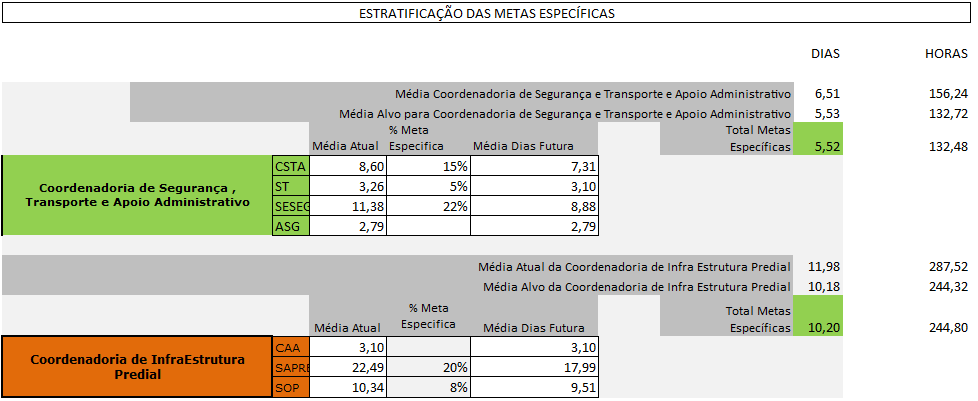 ESTRATIFICAÇÃO DAS METAS ESPECÍFICAS
DIAS HORAS
Média Coordenadoria de Segurança e Transporte e Apoio Administrativo 6,51 156,24
Média Alvo para Coordenadoria de Segurança e Transporte e Apoio Administrativo 5,53 132,72
Média Atual % Meta Especifica Média Dias Futura Total Metas Específicas 5,52 132,48
Coordenadoria de Segurança ,
Transporte e Apoio Administrativo
CSTA 8,60 15% 7,31
ST 3,26 5% 3,10
SESEG 11,38 22% 8,88
ASG 2,79 2,79
Média Atual da Coordenadoria de Infra Estrutura Predial 11,98 287,52
Média Alvo da Coordenadoria de Infra Estrutura Predial 10,18 244,32
Média Atual % Meta Especifica Média Dias Futura Total Metas Específicas 10,20 244,80
Coordenadoria de InfraEstrutura
Predial
CAA 3,10 3,10
SAPRE 22,49 20% 17,99
SOP 10,34 8% 9,51